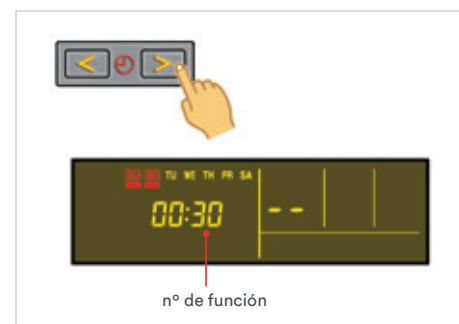 < >
SU MO TU WE TH FR SA
00:30 --
nº de función